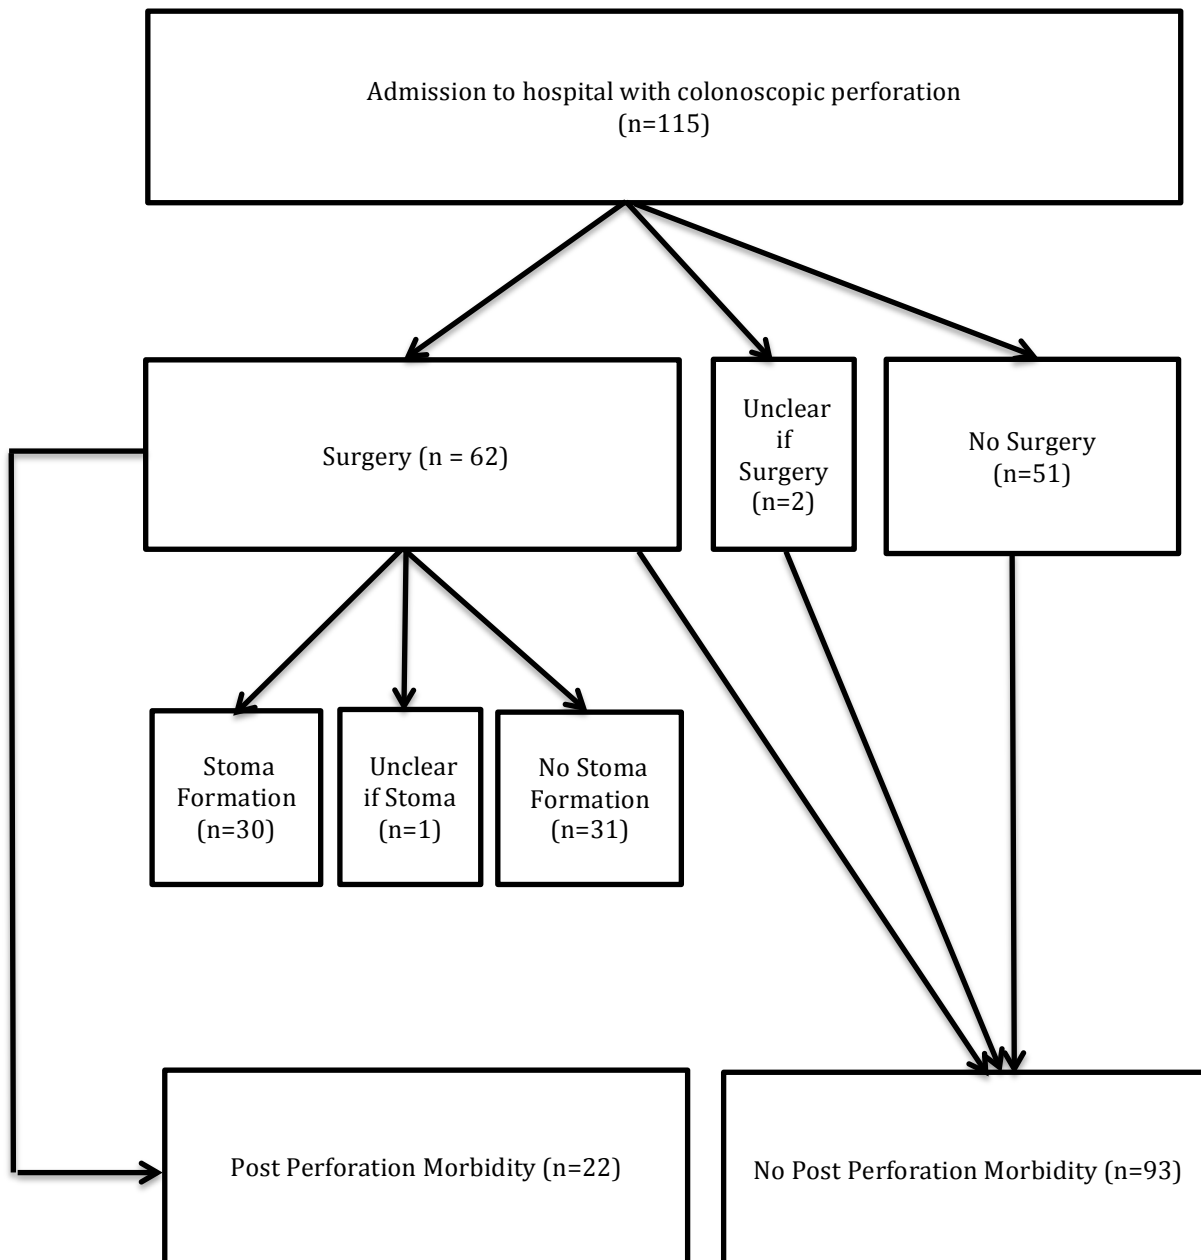 Admission to hospital with colonoscopic perforation
(n=115)
Surgery (n = 62)
Unclear
if
Surgery
(n=2)
No Surgery
(n=51)
Stoma
Formation
(n=30)
Unclear
if Stoma
(n=1)
No Stoma
Formation
(n=31)
Post Perforation Morbidity (n=22)
No Post Perforation Morbidity (n=93)